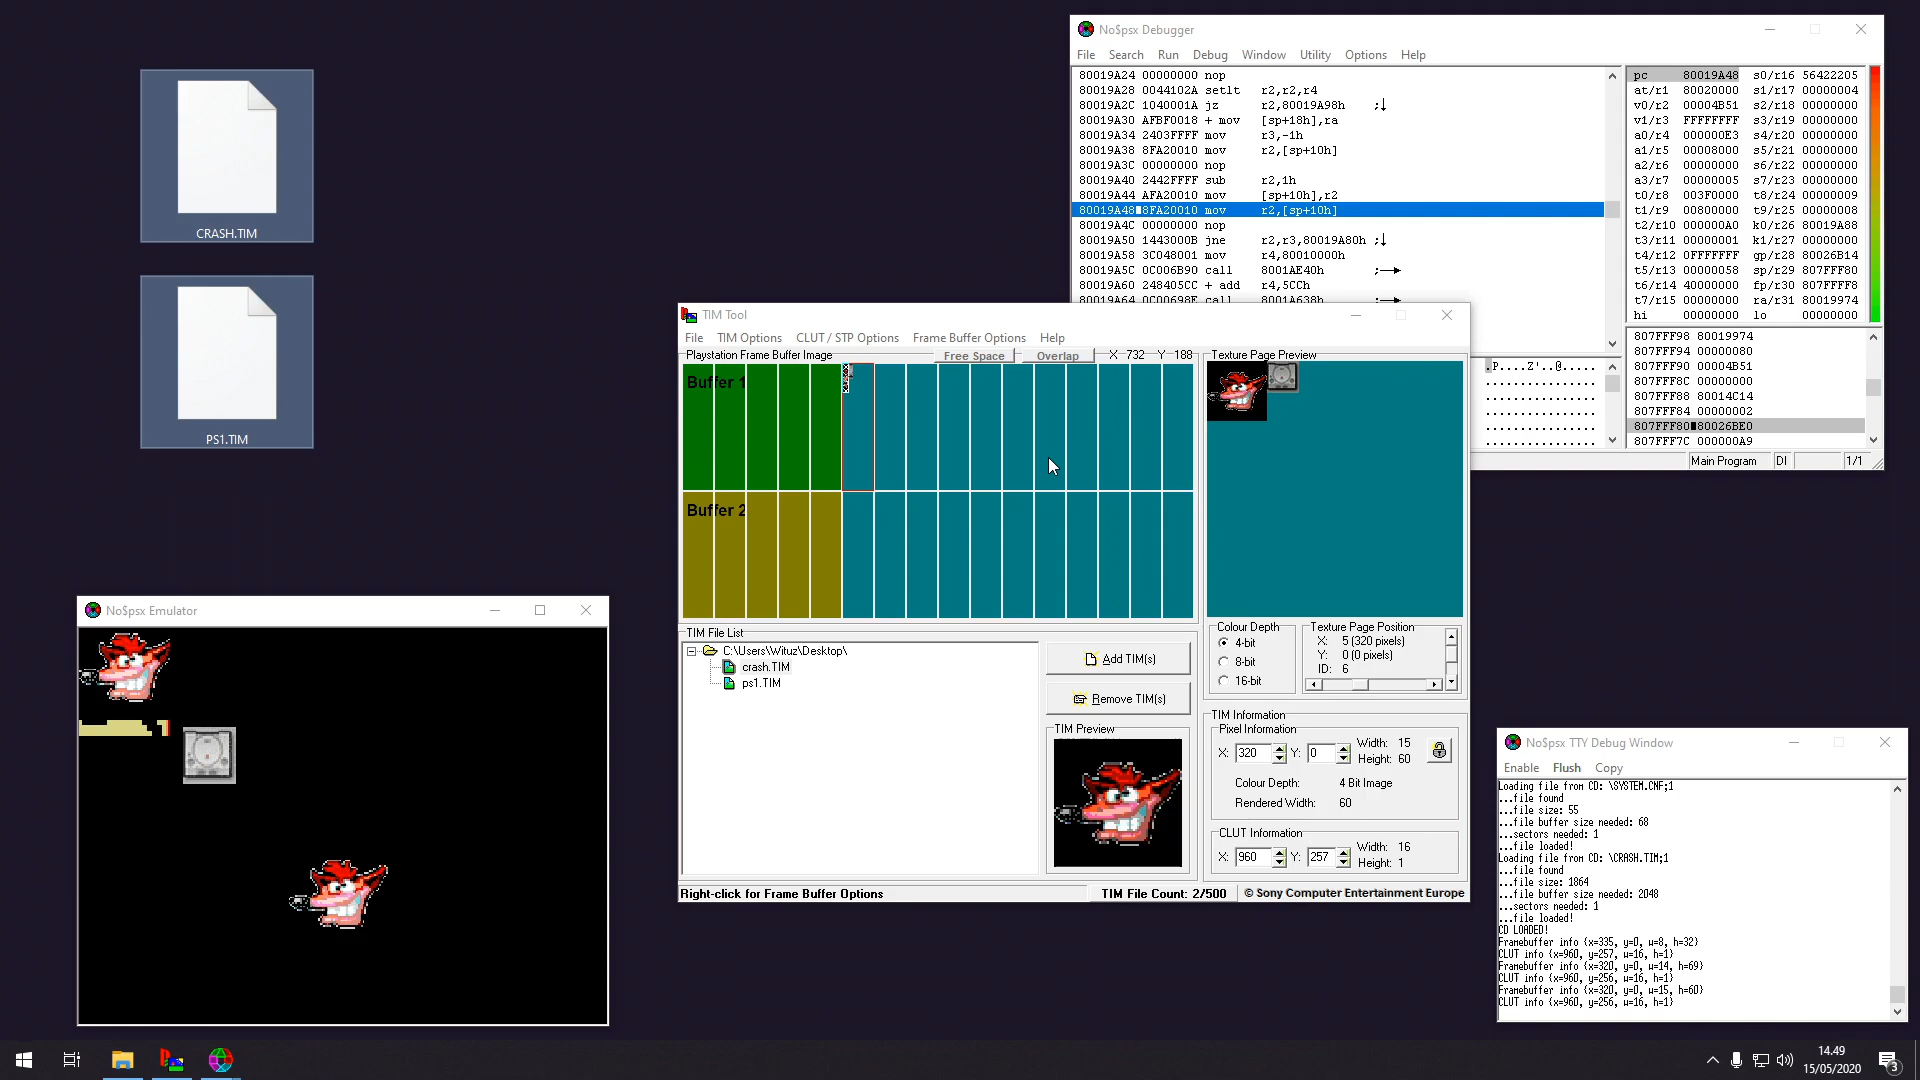 CRASH.TIM
PS1.TIM
No$psx Debugger
File Search Run Debug Window Utility Options Help
80019A24 00000000 nop
80019A28 0044102A setlt r2,r2,r4
80019A2C 1040001A jz r2,80019A98h ;↓
80019A30 AFBF0018 + mov [sp+18h],ra
80019A34 2403FFFF mov r3,-1h
80019A38 8FA20010 mov r2,[sp+10h]
80019A3C 00000000 nop
80019A40 2442FFFF sub r2,1h
80019A44 AFA20010 mov [sp+10h],r2
80019A48 8FA20010 mov r2,[sp+10h]
80019A4C 00000000 nop
80019A50 1443000B jne r2,r3,80019A80h ;↓
80019A58 3C048001 mov r4,80010000h
80019A5C 0C006B90 call 8001AE40h ;→
80019A60 248405CC + add r4,5CCh
80019A64 0C00698E call 8001A638h ;→
pc 80019A48 s0/r16 56422205
at/r1 80020000 s1/r17 00000004
v0/r2 00004B51 s2/r18 00000000
v1/r3 FFFFFFFF s3/r19 00000000
a0/r4 000000E3 s4/r20 00000000
a1/r5 00008000 s5/r21 00000000
a2/r6 00000000 s6/r22 00000000
a3/r7 00000005 s7/r23 00000000
t0/r8 003F0000 t8/r24 00000009
t1/r9 00800000 t9/r25 00000008
t2/r10 000000A0 k0/r26 80019A88
t3/r11 00000001 k1/r27 00000000
t4/r12 0FFFFFFF gp/r28 80026B14
t5/r13 00000058 sp/r29 807FFF80
t6/r14 40000000 fp/r30 807FFFF8
t7/r15 00000000 ra/r31 80019974
hi 00000000 lo 00000000
.P....Z'..@.....
................
................
................
................
................
807FFF98 80019974
807FFF94 00000080
807FFF90 00004B51
807FFF8C 00000000
807FFF88 80014C14
807FFF84 00000002
807FFF80 80026BE0
807FFF7C 000000A9
Main Program DI 1/1
TIM Tool
File TIM Options CLUT / STP Options Frame Buffer Options Help
Playstation Frame Buffer Image Free Space Overlap X 732 Y 188
Buffer 1
Buffer 2
Texture Page Preview
TIM File List
C:\Users\Wituz\Desktop\
crash.TIM
ps1.TIM
Add TIM(s)
Remove TIM(s)
TIM Preview
Colour Depth
4-bit
8-bit
16-bit
Texture Page Position
X: 5 (320 pixels)
Y: 0 (0 pixels)
ID: 6
TIM Information
Pixel Information
X: 320 Y: 0 Width: 15
Height: 60
Colour Depth: 4 Bit Image
Rendered Width: 60
CLUT Information
X: 960 Y: 257 Width: 16
Height: 1
Right-click for Frame Buffer Options TIM File Count: 2/500 © Sony Computer Entertainment Europe
No$psx Emulator
No$psx TTY Debug Window
Enable Flush Copy
Loading file from CD: \SYSTEM.CNF;1
...file found
...file size: 55
...file buffer size needed: 68
...sectors needed: 1
...file loaded!
Loading file from CD: \CRASH.TIM;1
...file found
...file size: 1864
...file buffer size needed: 2048
...sectors needed: 1
...file loaded!
CD LOADED!
Framebuffer info {x=335, y=0, w=8, h=32}
CLUT info {x=960, y=257, w=16, h=1}
Framebuffer info {x=320, y=0, w=14, h=69}
CLUT info {x=960, y=256, w=16, h=1}
Framebuffer info {x=320, y=0, w=15, h=60}
CLUT info {x=960, y=256, w=16, h=1}
14.49
15/05/2020
3